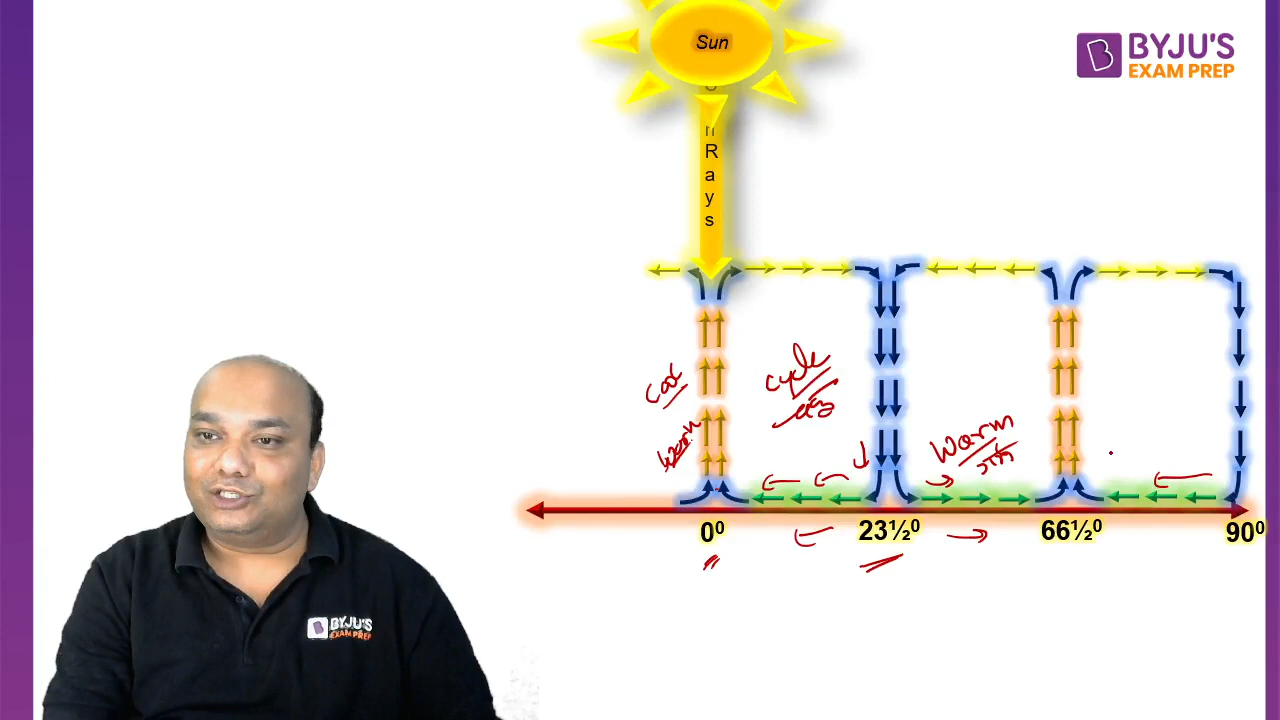 Sun
BYJU'S
EXAM PREP
n
R
a
y
s
Cycle
Warm
0⁰
23½⁰
66½⁰
90⁰
BYJU'S
EXAM PREP